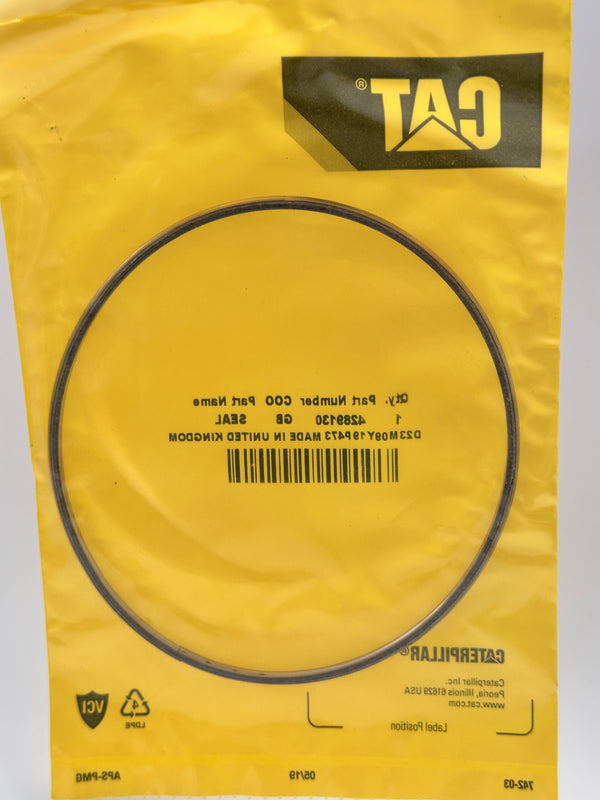 CAT®
Qty. Part Number COO Part Name
1 4289130 GB SEAL
D23M08Y19P473 MADE IN UNITED KINGDOM
CATERPILLAR®
Caterpillar Inc.
Peoria, Illinois 61629 USA
www.cat.com
VCI
4
LDPE
Label Position
742-03
05/19
APS-PMG